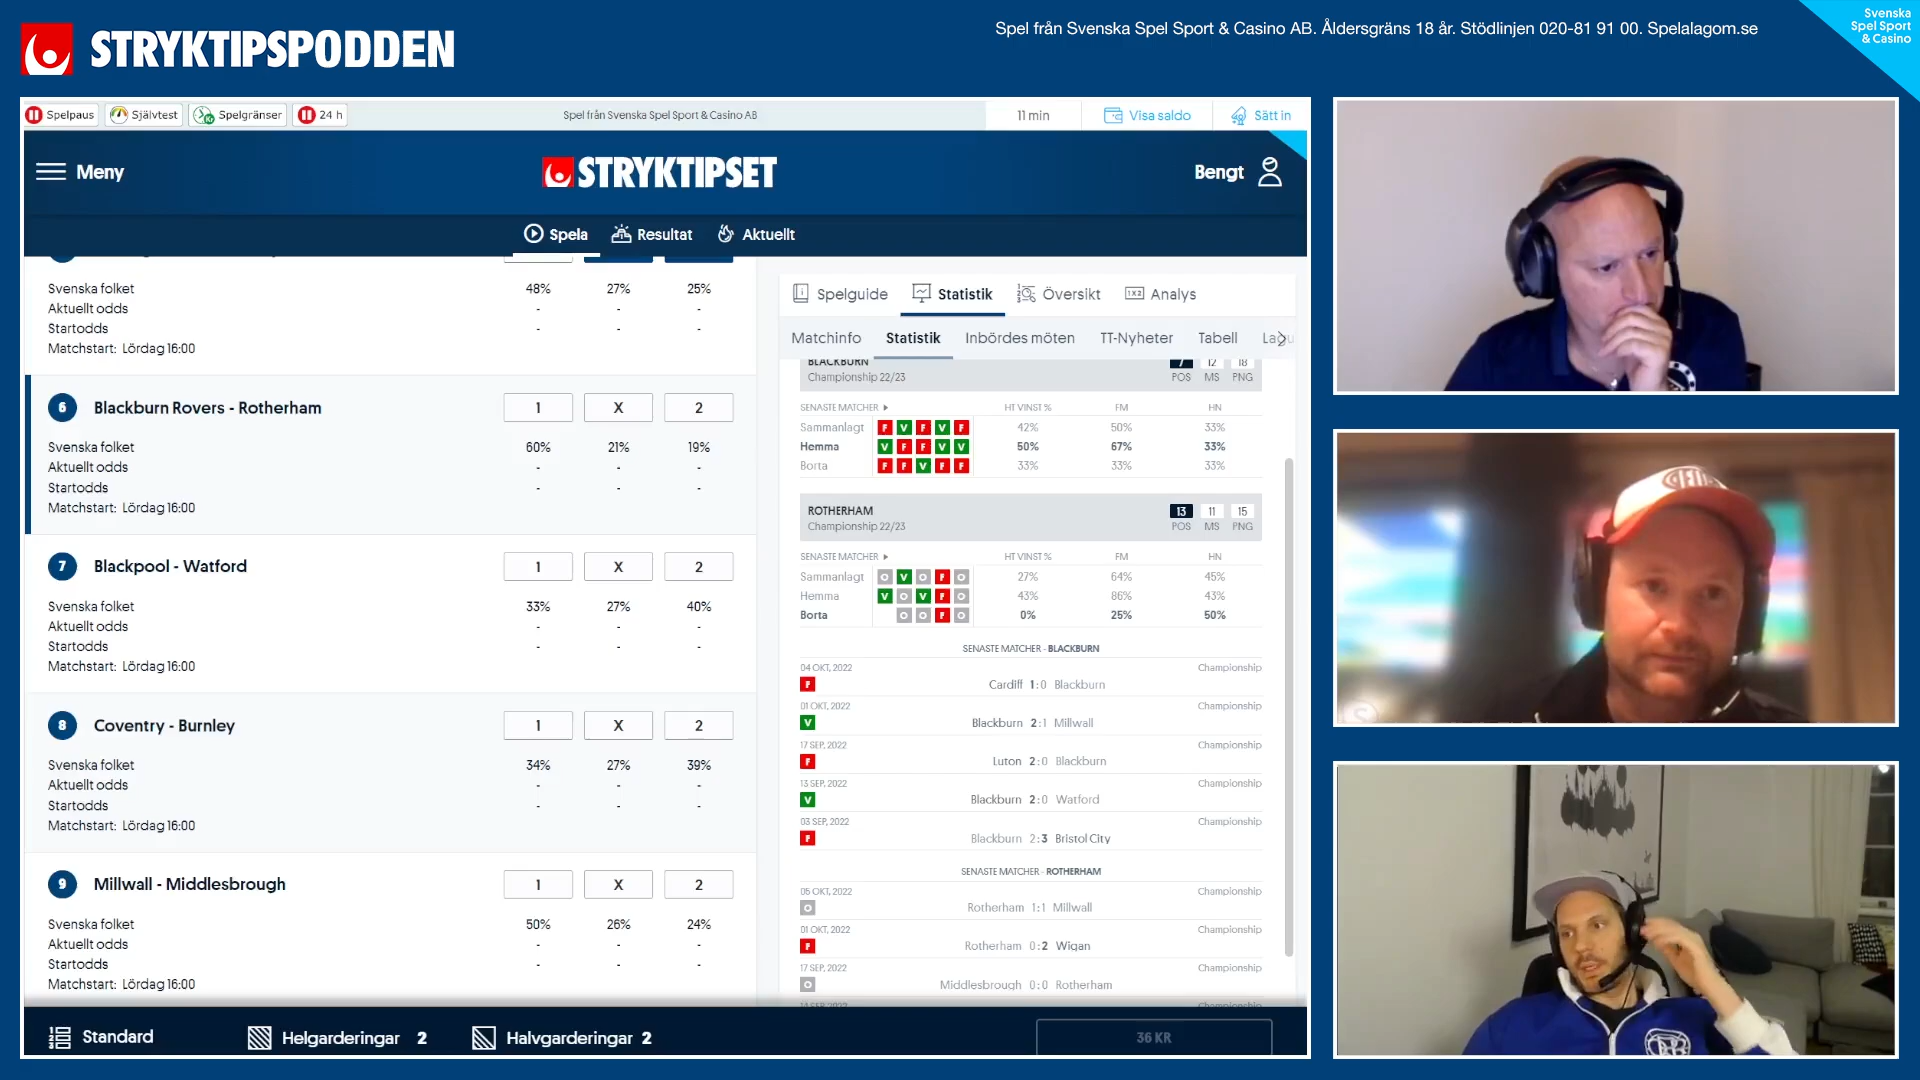 STRYKTIPSPODDEN
Spel från Svenska Spel Sport & Casino AB. Åldersgräns 18 år. Stödlinjen 020-81 91 00. Spelalagom.se
Svenska
Spel Sport
& Casino
Spelpaus Självtest Spelgränser 24 h
Spel från Svenska Spel Sport & Casino AB
11 min Visa saldo Sätt in
Meny
STRYKTIPSET
Bengt
Spela Resultat Aktuellt
Svenska folket 48% 27% 25%
Aktuellt odds - - -
Startodds - - -
Matchstart: Lördag 16:00
6 Blackburn Rovers - Rotherham 1 X 2
Svenska folket 60% 21% 19%
Aktuellt odds - - -
Startodds - - -
Matchstart: Lördag 16:00
7 Blackpool - Watford 1 X 2
Svenska folket 33% 27% 40%
Aktuellt odds - - -
Startodds - - -
Matchstart: Lördag 16:00
8 Coventry - Burnley 1 X 2
Svenska folket 34% 27% 39%
Aktuellt odds - - -
Startodds - - -
Matchstart: Lördag 16:00
9 Millwall - Middlesbrough 1 X 2
Svenska folket 50% 26% 24%
Aktuellt odds - - -
Startodds - - -
Matchstart: Lördag 16:00
Spelguide Statistik Översikt Analys
Matchinfo Statistik Inbördes möten TT-Nyheter Tabell
BLACKBURN 7 12 18
Championship 22/23 POS MS PNG
SENASTE MATCHER HT VINST % FM HN
Sammanlagt F V F V F 42% 50% 33%
Hemma V F F V V 50% 67% 33%
Borta F F V F F 33% 33% 33%
ROTHERHAM 13 11 15
Championship 22/23 POS MS PNG
SENASTE MATCHER HT VINST % FM HN
Sammanlagt O V O F O 27% 64% 45%
Hemma V O V F O 43% 86% 43%
Borta O O F O 0% 25% 50%
SENASTE MATCHER - BLACKBURN
04 OKT, 2022 Championship
F Cardiff 1:0 Blackburn
01 OKT, 2022 Championship
V Blackburn 2:1 Millwall
17 SEP, 2022 Championship
F Luton 2:0 Blackburn
13 SEP, 2022 Championship
V Blackburn 2:0 Watford
03 SEP, 2022 Championship
F Blackburn 2:3 Bristol City
SENASTE MATCHER - ROTHERHAM
05 OKT, 2022 Championship
O Rotherham 1:1 Millwall
01 OKT, 2022 Championship
F Rotherham 0:2 Wigan
17 SEP, 2022 Championship
O Middlesbrough 0:0 Rotherham
Standard Helgarderingar 2 Halvgarderingar 2 36 KR